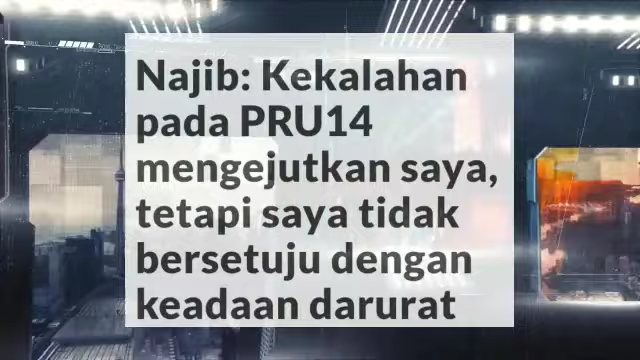 Najib: Kekalahan
pada PRU14
mengejutkan saya,
tetapi saya tidak
bersetuju dengan
keadaan darurat